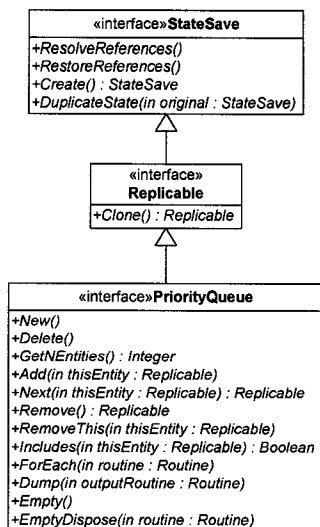 «interface»StateSave
+ResolveReferences()
+RestoreReferences()
+Create() : StateSave
+DuplicateState(in original : StateSave)
«interface»
Replicable
+Clone() : Replicable
«interface»PriorityQueue
+New()
+Delete()
+GetNEntities() : Integer
+Add(in thisEntity : Replicable)
+Next(in thisEntity : Replicable) : Replicable
+Remove() : Replicable
+RemoveThis(in thisEntity : Replicable)
+Includes(in thisEntity : Replicable) : Boolean
+ForEach(in routine : Routine)
+Dump(in outputRoutine : Routine)
+Empty()
+EmptyDispose(in routine : Routine)